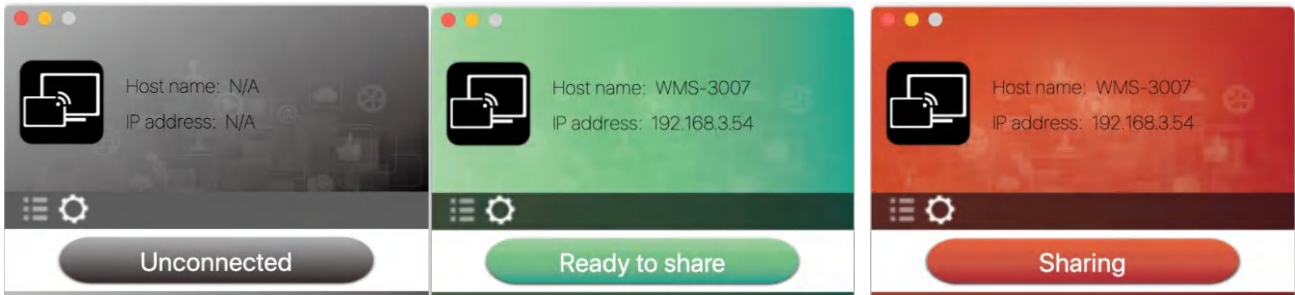 Host name: N/A
IP address: N/A
Unconnected
Host name: WMS-3007
IP address: 192.168.3.54
Ready to share
Host name: WMS-3007
IP address: 192.168.3.54
Sharing